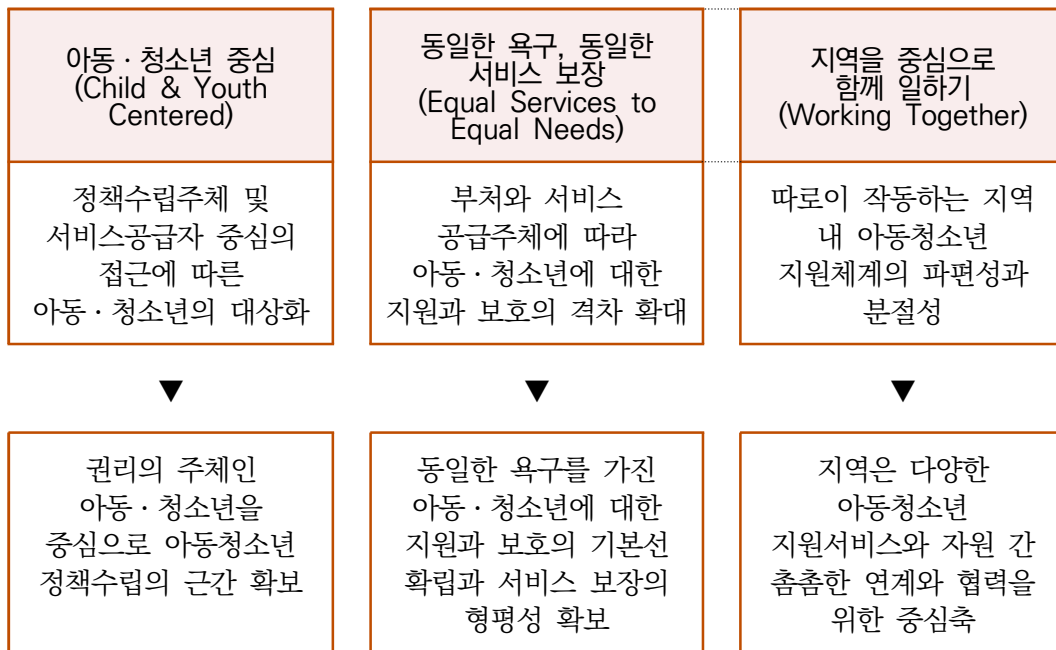 아동 · 청소년 중심
(Child & Youth
Centered)
정책수립주체 및
서비스공급자 중심의
접근에 따른
아동 · 청소년의 대상화
▼
권리의 주체인
아동 · 청소년을
중심으로 아동청소년
정책수립의 근간 확보
동일한 욕구, 동일한
서비스 보장
(Equal Services to
Equal Needs)
부처와 서비스
공급주체에 따라
아동 · 청소년에 대한
지원과 보호의 격차 확대
▼
동일한 욕구를 가진
아동 · 청소년에 대한
지원과 보호의 기본선
확립과 서비스 보장의
형평성 확보
지역을 중심으로
함께 일하기
(Working Together)
따로이 작동하는 지역
내 아동청소년
지원체계의 파편성과
분절성
▼
지역은 다양한
아동청소년
지원서비스와 자원 간
촘촘한 연계와 협력을
위한 중심축